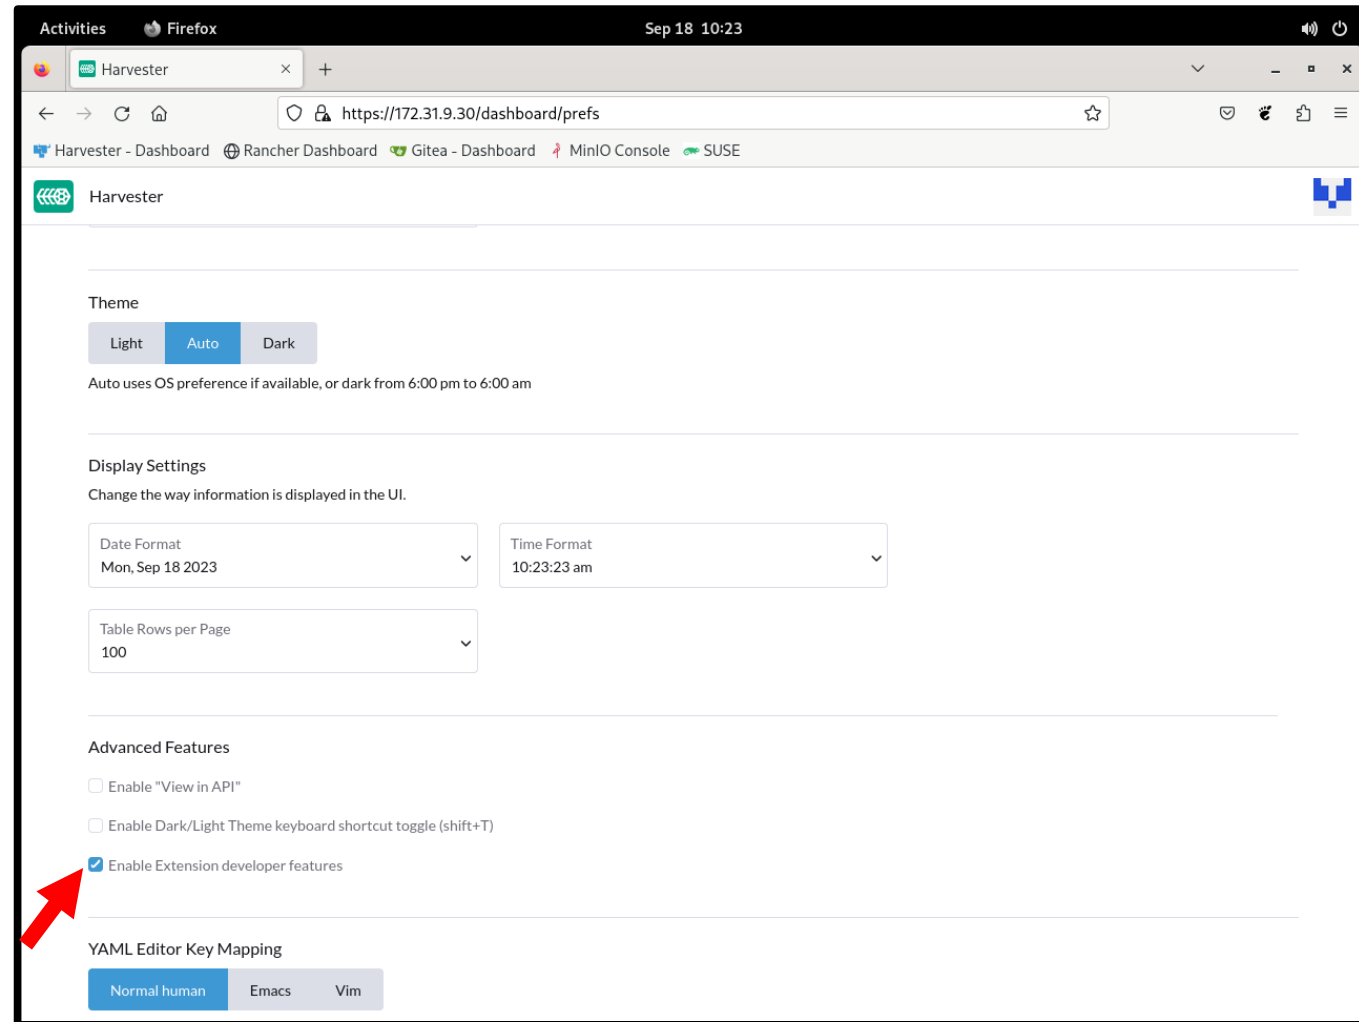 Activities Firefox Sep 18 10:23
Harvester
https://172.31.9.30/dashboard/prefs
Harvester - Dashboard Rancher Dashboard Gitea - Dashboard MinIO Console SUSE
Harvester
Theme
Light Auto Dark
Auto uses OS preference if available, or dark from 6:00 pm to 6:00 am
Display Settings
Change the way information is displayed in the UI.
Date Format Time Format
Mon, Sep 18 2023 10:23:23 am
Table Rows per Page
100
Advanced Features
Enable "View in API"
Enable Dark/Light Theme keyboard shortcut toggle (shift+T)
Enable Extension developer features
YAML Editor Key Mapping
Normal human Emacs Vim